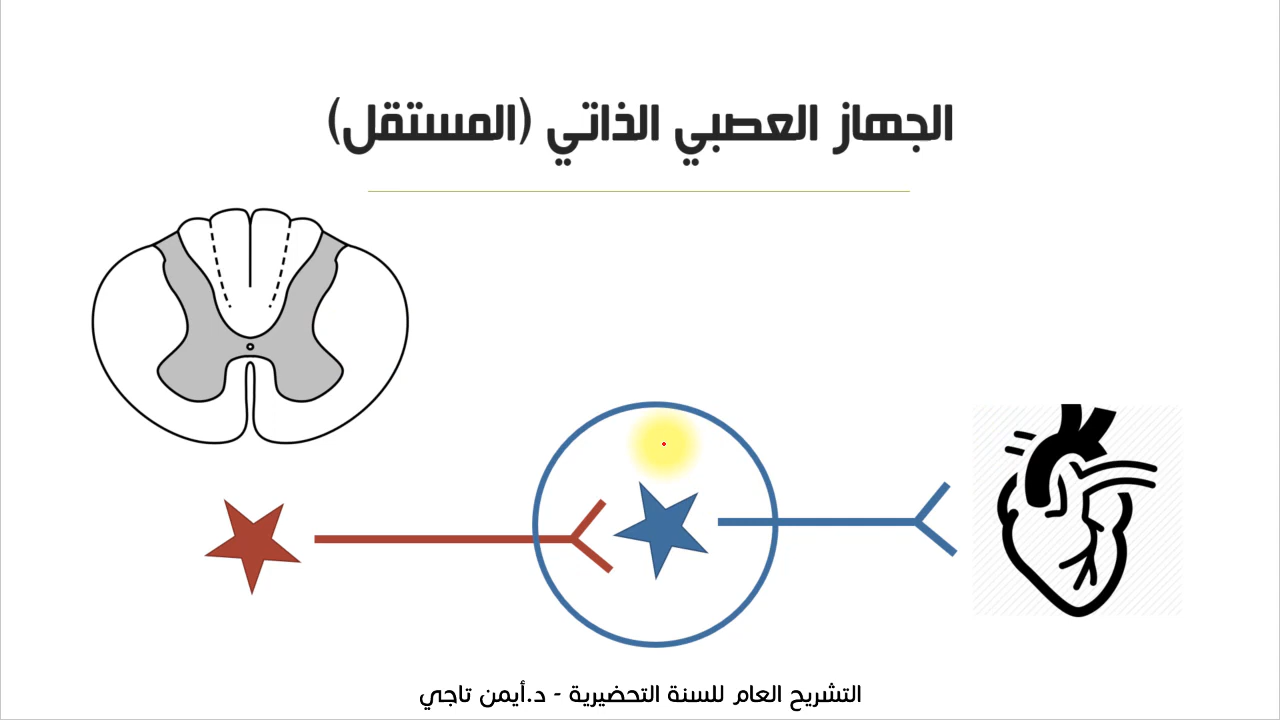 الجهاز العصبي الذاتي (المستقل)
التشريح العام للسنة التحضيرية - د.أيمن تاجي